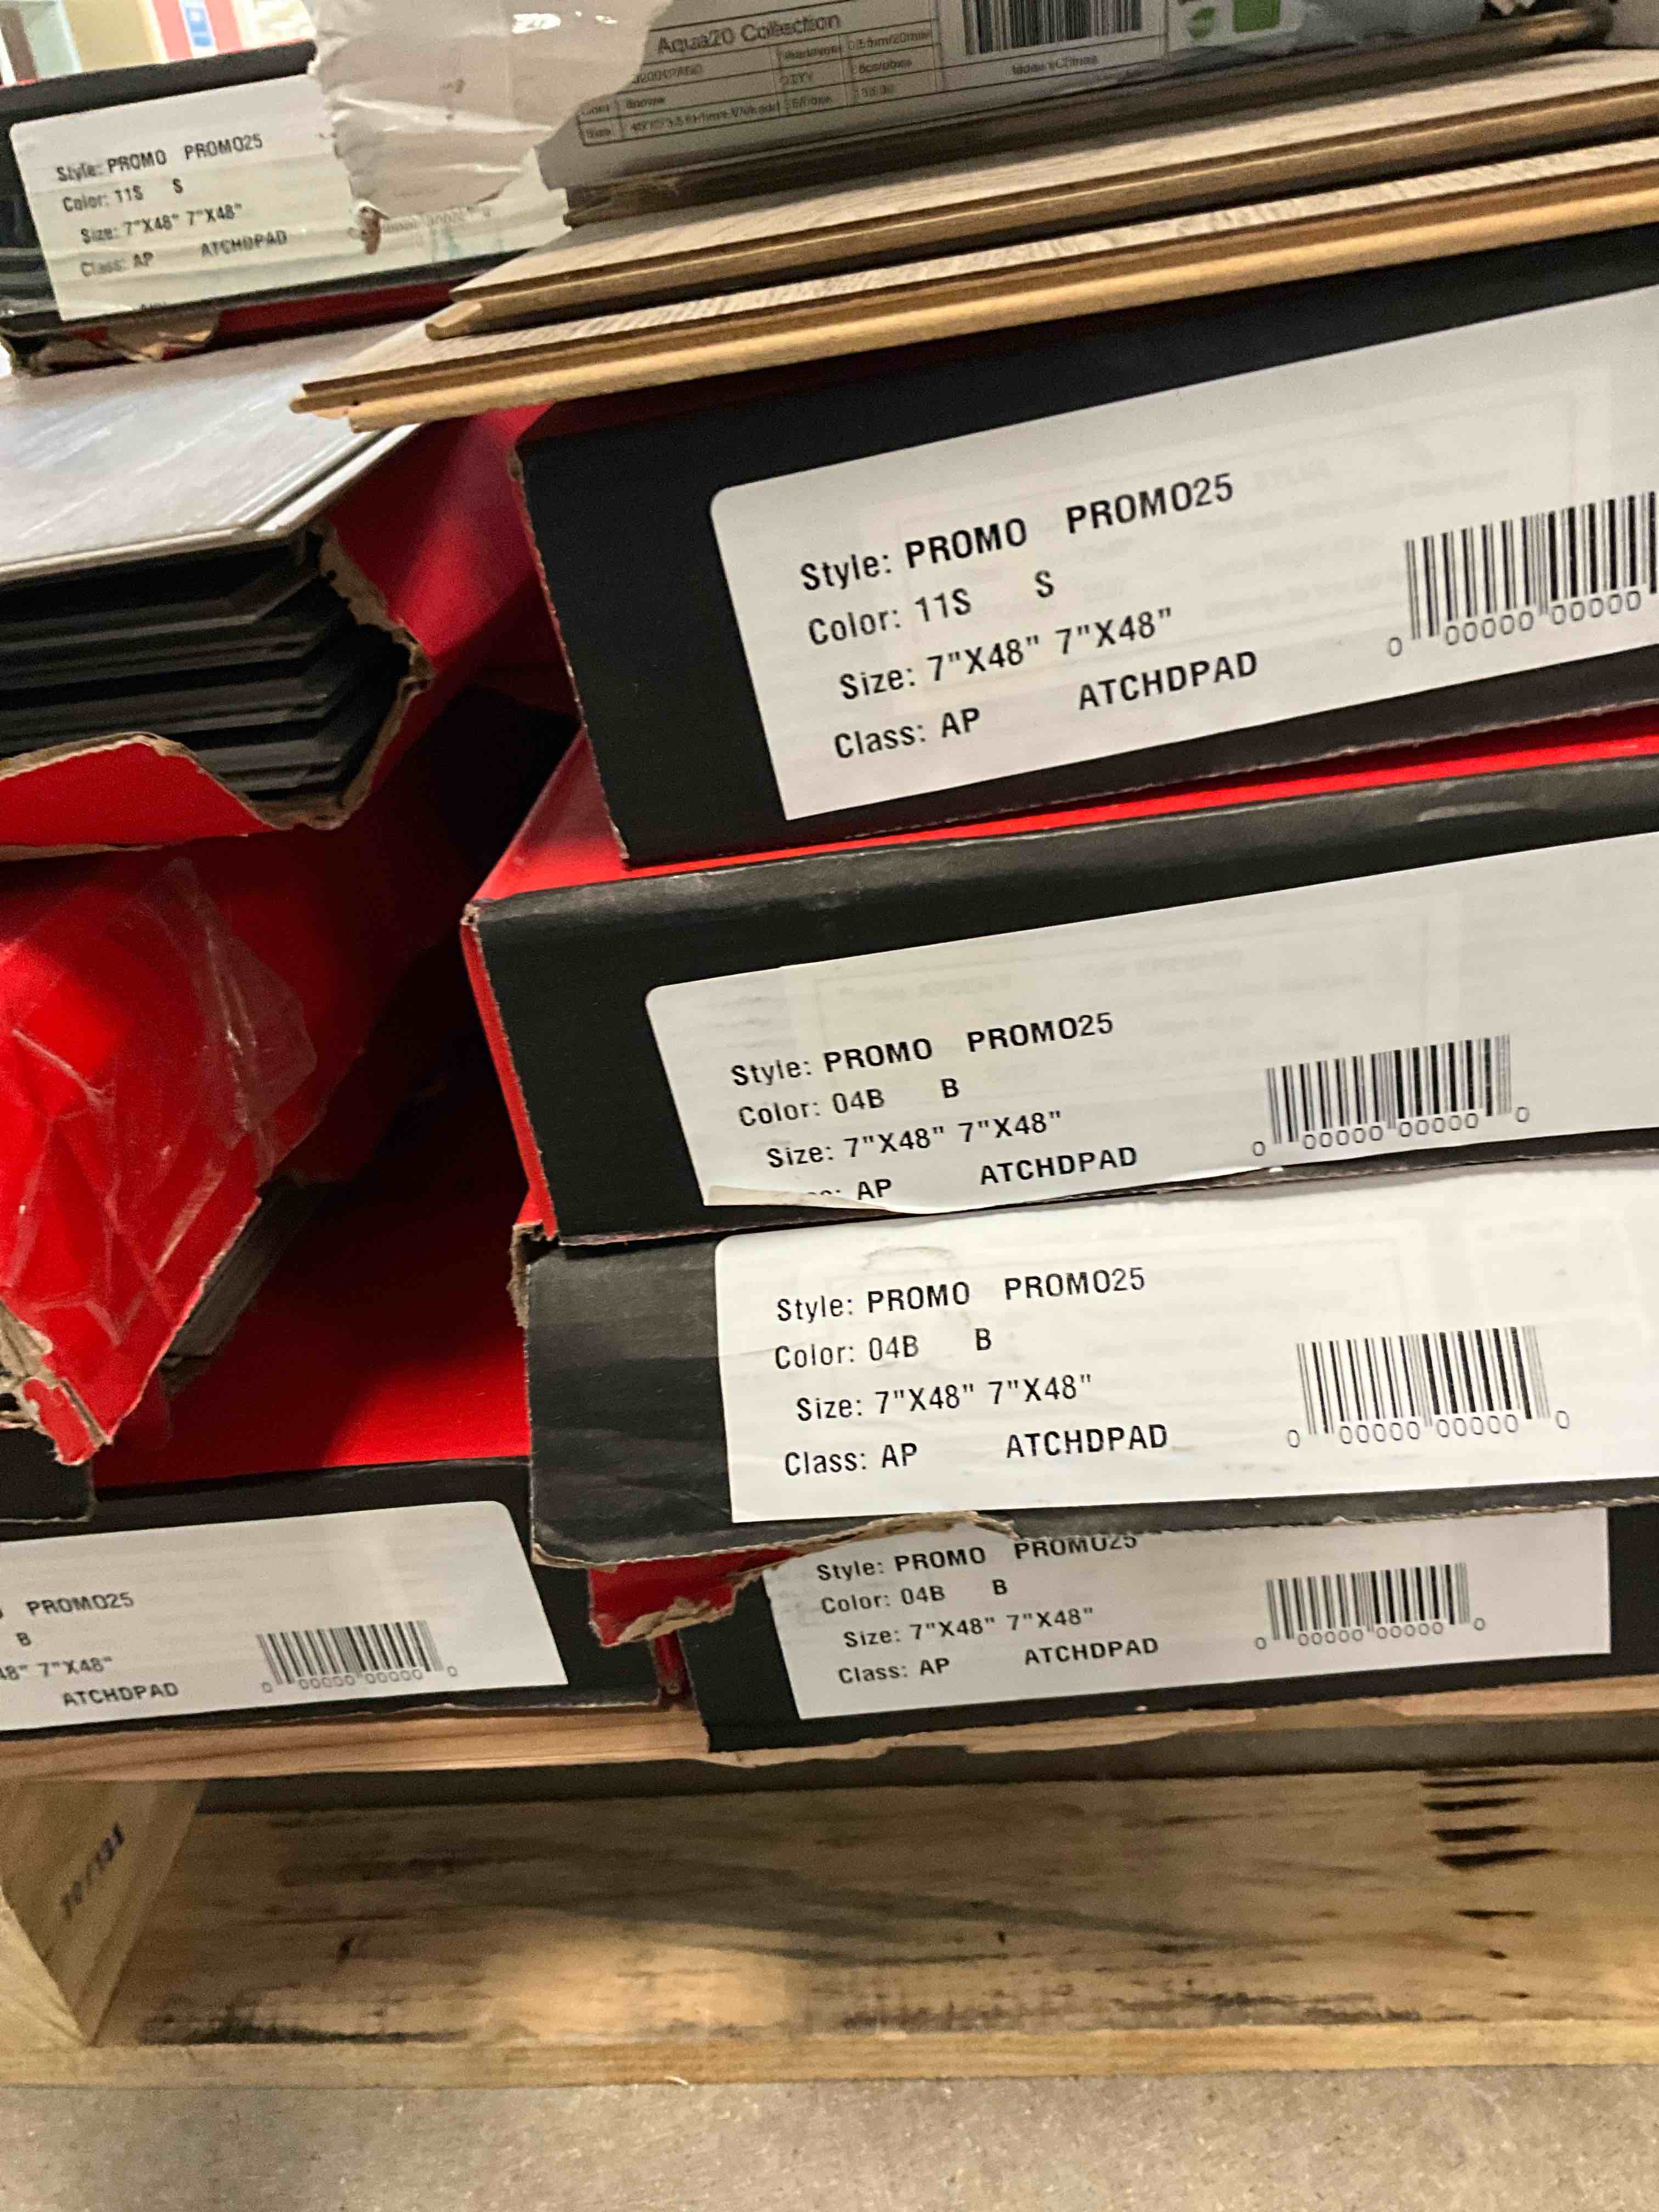 Aqua20 Collection
Style: PROMO PROMO25
Color: 11S S
Size: 7"X48" 7"X48"
Class: AP ATCHDPAD
Style: PROMO PROMO25
Color: 11S S
Size: 7"X48" 7"X48"
Class: AP ATCHDPAD
0 00000 00000
Style: PROMO PROMO25
Color: 04B B
Size: 7"X48" 7"X48"
AP ATCHDPAD
0 00000 00000 0
Style: PROMO PROMO25
Color: 04B B
Size: 7"X48" 7"X48"
Class: AP ATCHDPAD
0 00000 00000 0
Style: PROMO PROMO25
Color: 04B B
Size: 7"X48" 7"X48"
Class: AP ATCHDPAD
0 00000 00000 0
PROMO25
B
48" 7"X48"
ATCHDPAD
0 00000 00000 0